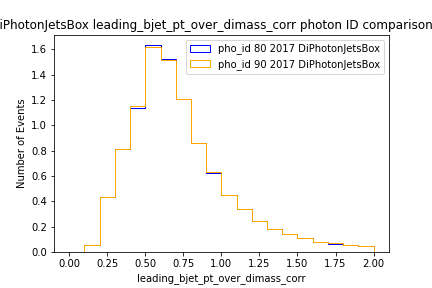 iPhotonJetsBox leading_bjet_pt_over_dimass_corr photon ID comparison
pho_id 80 2017 DiPhotonJetsBox
pho_id 90 2017 DiPhotonJetsBox
Number of Events
1.6
1.4
1.2
1.0
0.8
0.6
0.4
0.2
0.0
0.00 0.25 0.50 0.75 1.00 1.25 1.50 1.75 2.00
leading_bjet_pt_over_dimass_corr